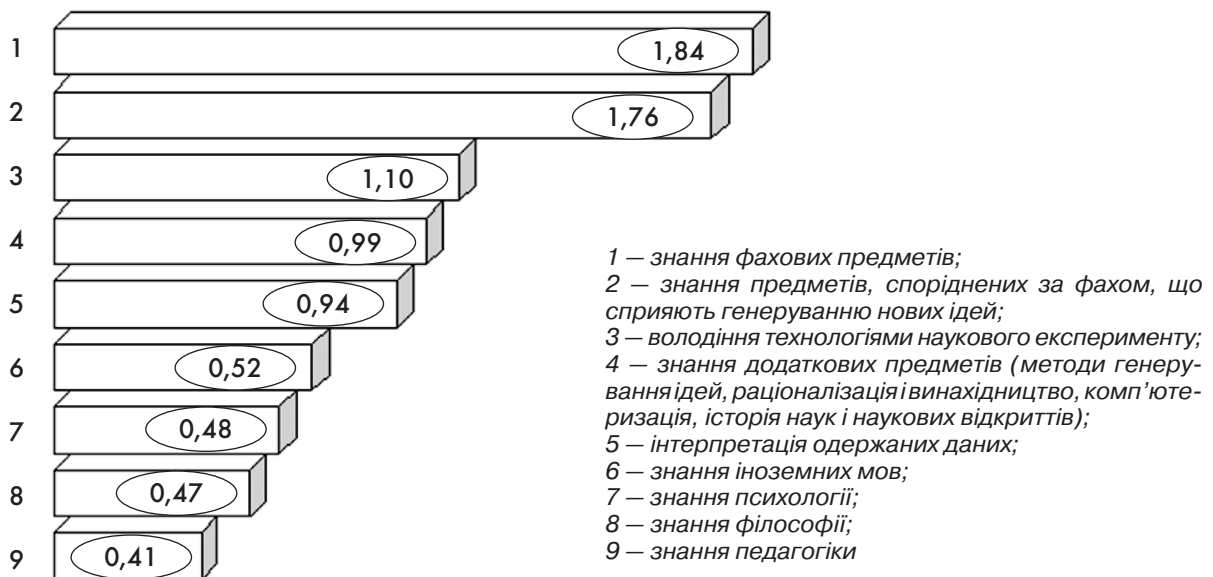 1 1,84
2 1,76
3 1,10
4 0,99
5 0,94
6 0,52
7 0,48
8 0,47
9 0,41
1 — знання фахових предметів;
2 — знання предметів, споріднених за фахом, що
сприяють генеруванню нових ідей;
3 — володіння технологіями наукового експерименту;
4 — знання додаткових предметів (методи генеру-
вання ідей, раціоналізація і винахідництво, комп’юте-
ризація, історія наук і наукових відкриттів);
5 — інтерпретація одержаних даних;
6 — знання іноземних мов;
7 — знання психології;
8 — знання філософії;
9 — знання педагогіки